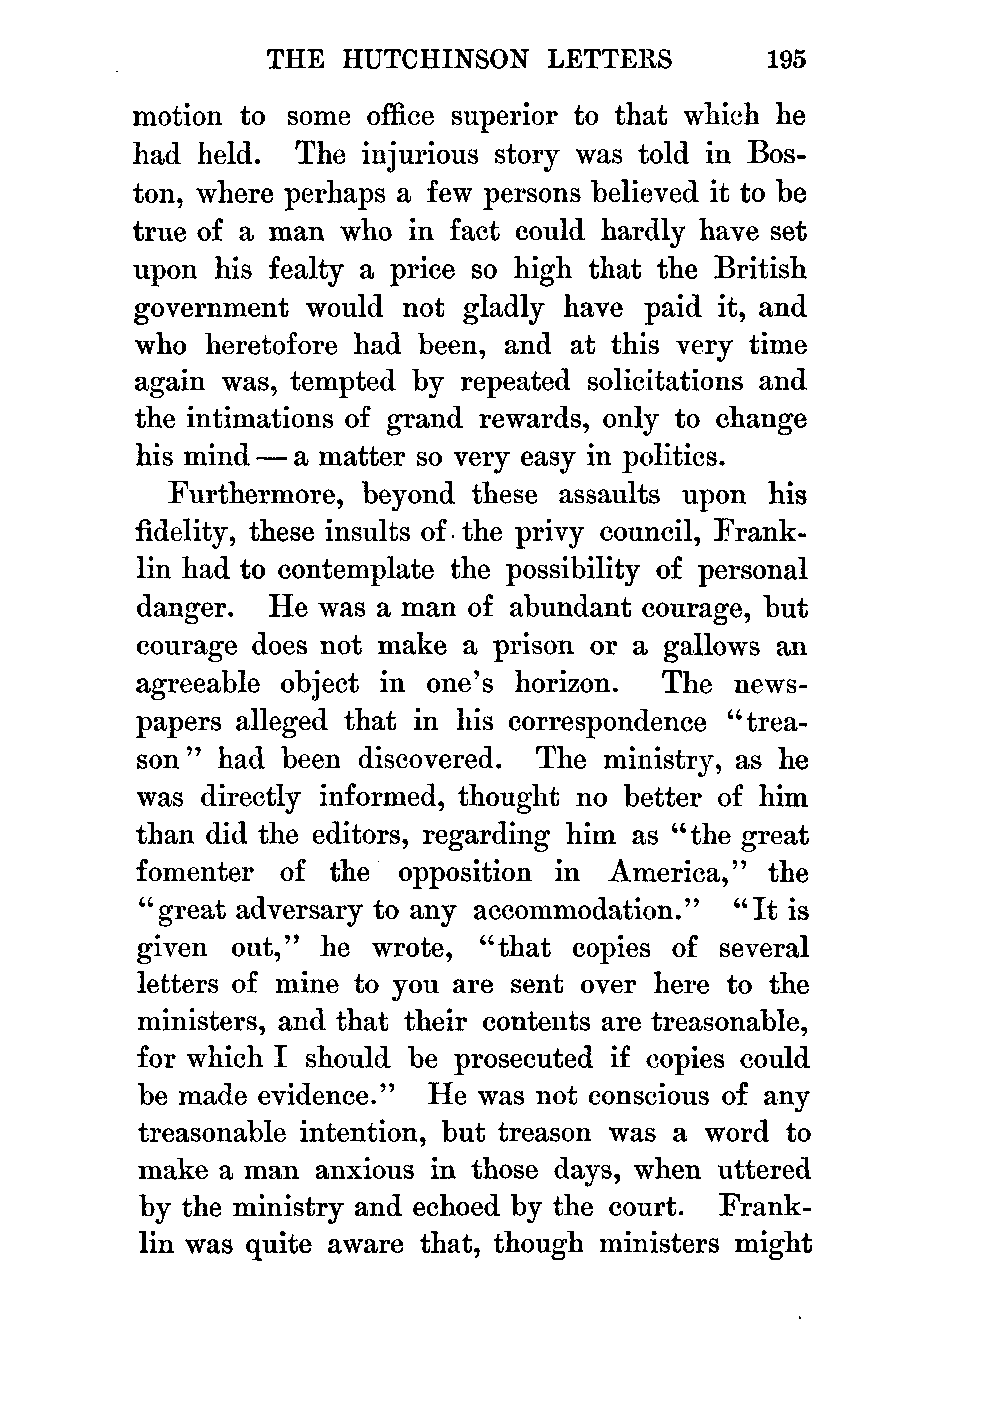 THE HUTCHINSON LETTERS 195
motion to some office superior to that which he
had held. The injurious story was told in Bos-
ton, where perhaps a few persons believed it to be
true of a man who in fact could hardly have set
upon his fealty a price so high that the British
government would not gladly have paid it, and
who heretofore had been, and at this very time
again was, tempted by repeated solicitations and
the intimations of grand rewards, only to change
his mind — a matter so very easy in politics.
Furthermore, beyond these assaults upon his
fidelity, these insults of the privy council, Frank-
lin had to contemplate the possibility of personal
danger. He was a man of abundant courage, but
courage does not make a prison or a gallows an
agreeable object in one's horizon. The news-
papers alleged that in his correspondence "trea-
son" had been discovered. The ministry, as he
was directly informed, thought no better of him
than did the editors, regarding him as "the great
fomenter of the opposition in America," the
"great adversary to any accommodation." "It is
given out," he wrote, "that copies of several
letters of mine to you are sent over here to the
ministers, and that their contents are treasonable,
for which I should be prosecuted if copies could
be made evidence." He was not conscious of any
treasonable intention, but treason was a word to
make a man anxious in those days, when uttered
by the ministry and echoed by the court. Frank-
lin was quite aware that, though ministers might